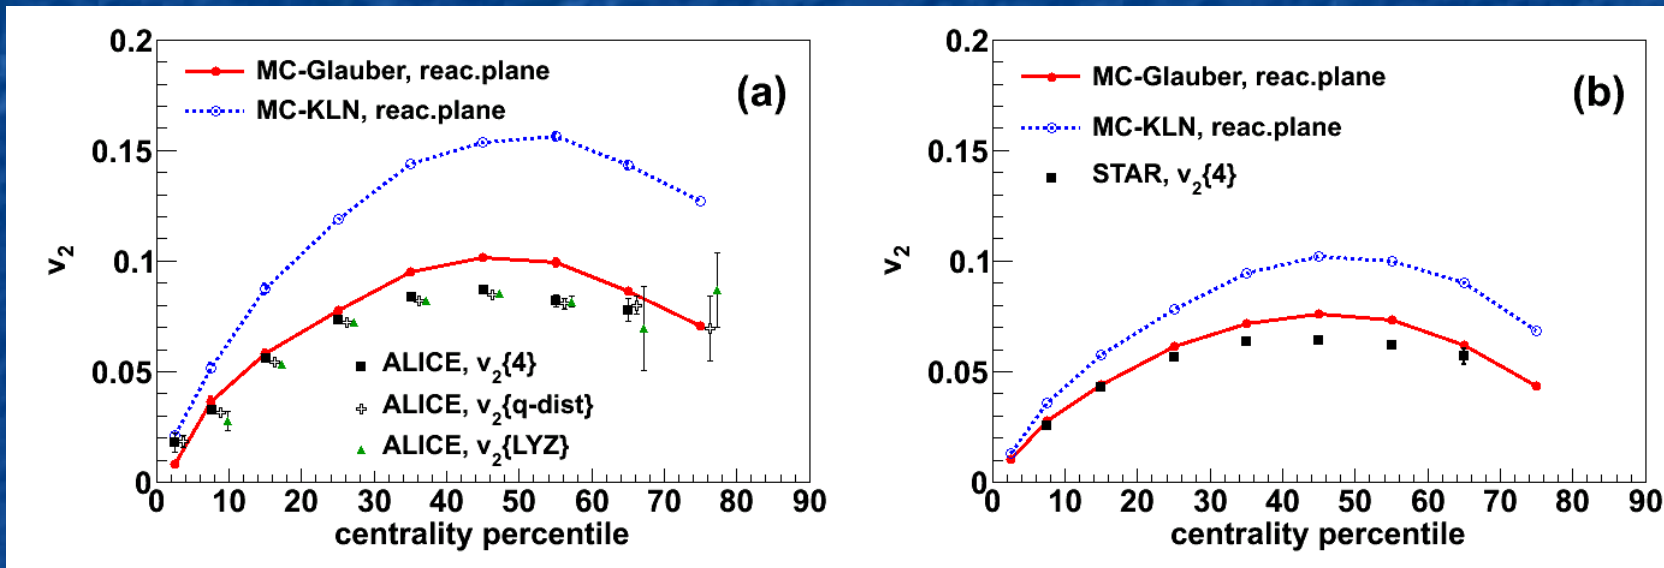 0.2
0.15
0.1
0.05
0
v2
MC-Glauber, reac.plane
MC-KLN, reac.plane
(a)
ALICE, v2{4}
ALICE, v2{q-dist}
ALICE, v2{LYZ}
0 10 20 30 40 50 60 70 80 90
centrality percentile
0.2
0.15
0.1
0.05
0
v2
MC-Glauber, reac.plane
MC-KLN, reac.plane
STAR, v2{4}
(b)
0 10 20 30 40 50 60 70 80 90
centrality percentile